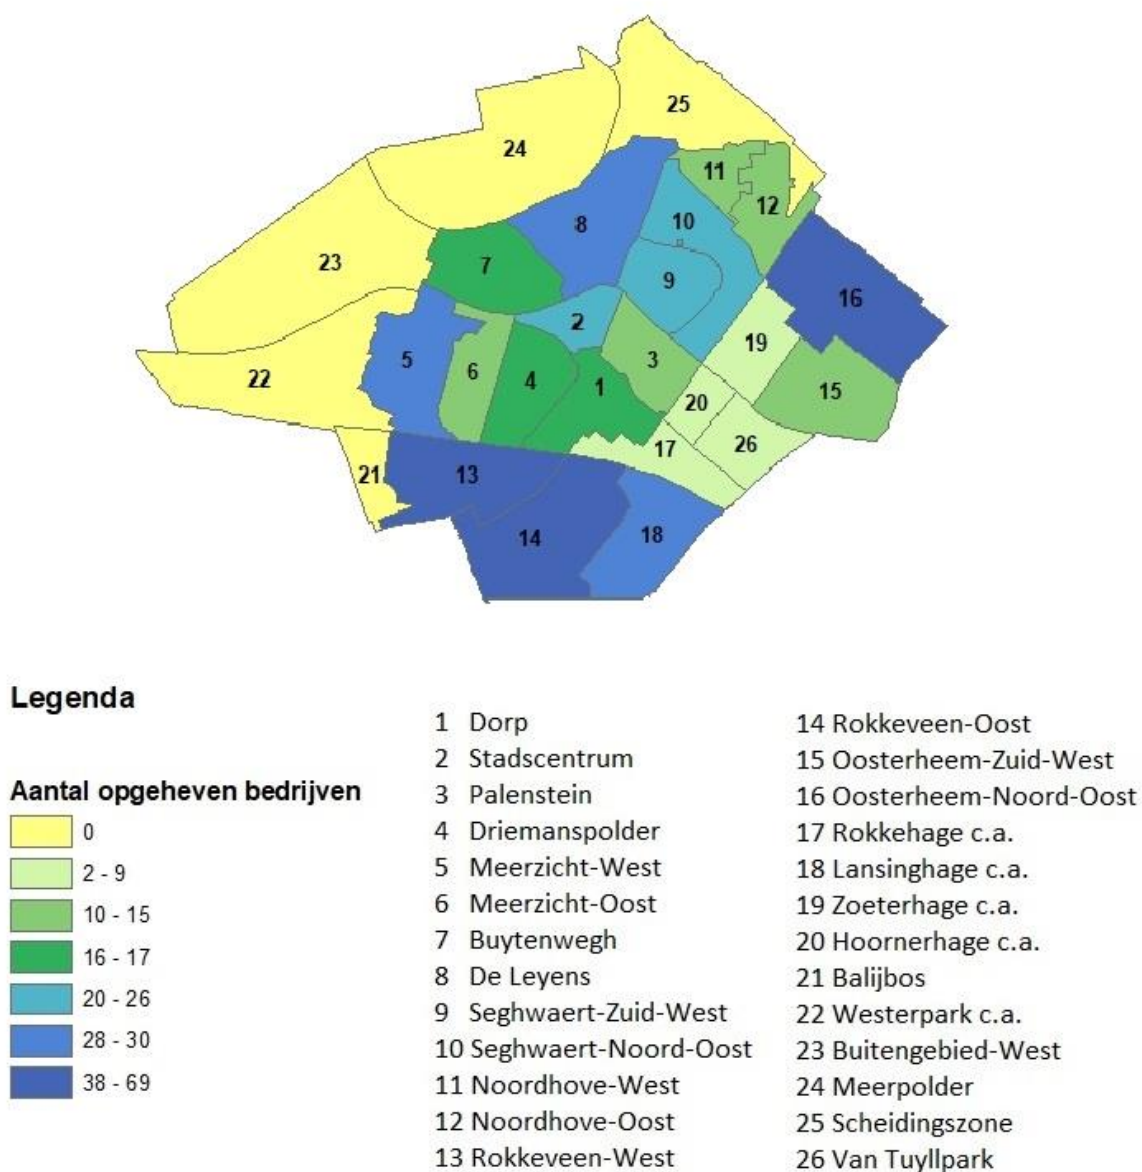 25
24
11
10
12
8
23
7
9
16
2
19
5
3
22
6
4
1
15
20
26
17
21
13
14
18
Legenda
Aantal opgeheven bedrijven
0
2 - 9
10 - 15
16 - 17
20 - 26
28 - 30
38 - 69
1 Dorp
2 Stadscentrum
3 Palenstein
4 Driemanspolder
5 Meerzicht-West
6 Meerzicht-Oost
7 Buytenwegh
8 De Leyens
9 Seghwaert-Zuid-West
10 Seghwaert-Noord-Oost
11 Noordhove-West
12 Noordhove-Oost
13 Rokkeveen-West
14 Rokkeveen-Oost
15 Oosterheem-Zuid-West
16 Oosterheem-Noord-Oost
17 Rokkehage c.a.
18 Lansinghage c.a.
19 Zoeterhage c.a.
20 Hoornerhage c.a.
21 Balijbos
22 Westerpark c.a.
23 Buitengebied-West
24 Meerpolder
25 Scheidingszone
26 Van Tuyllpark